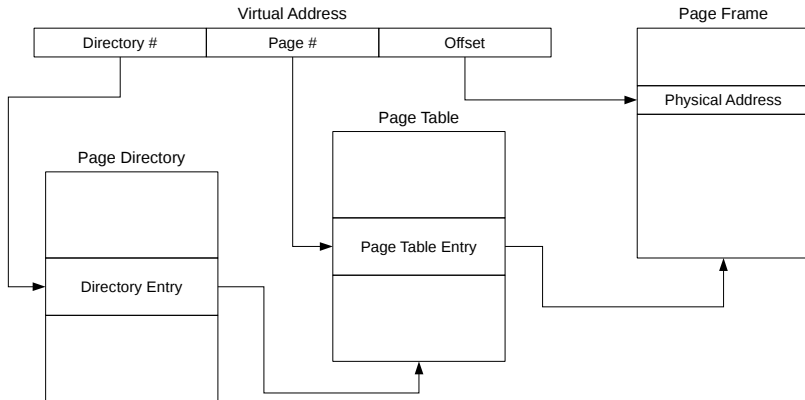 Virtual Address
Page Frame
Directory #
Page #
Offset
Physical Address
Page Table
Page Directory
Page Table Entry
Directory Entry